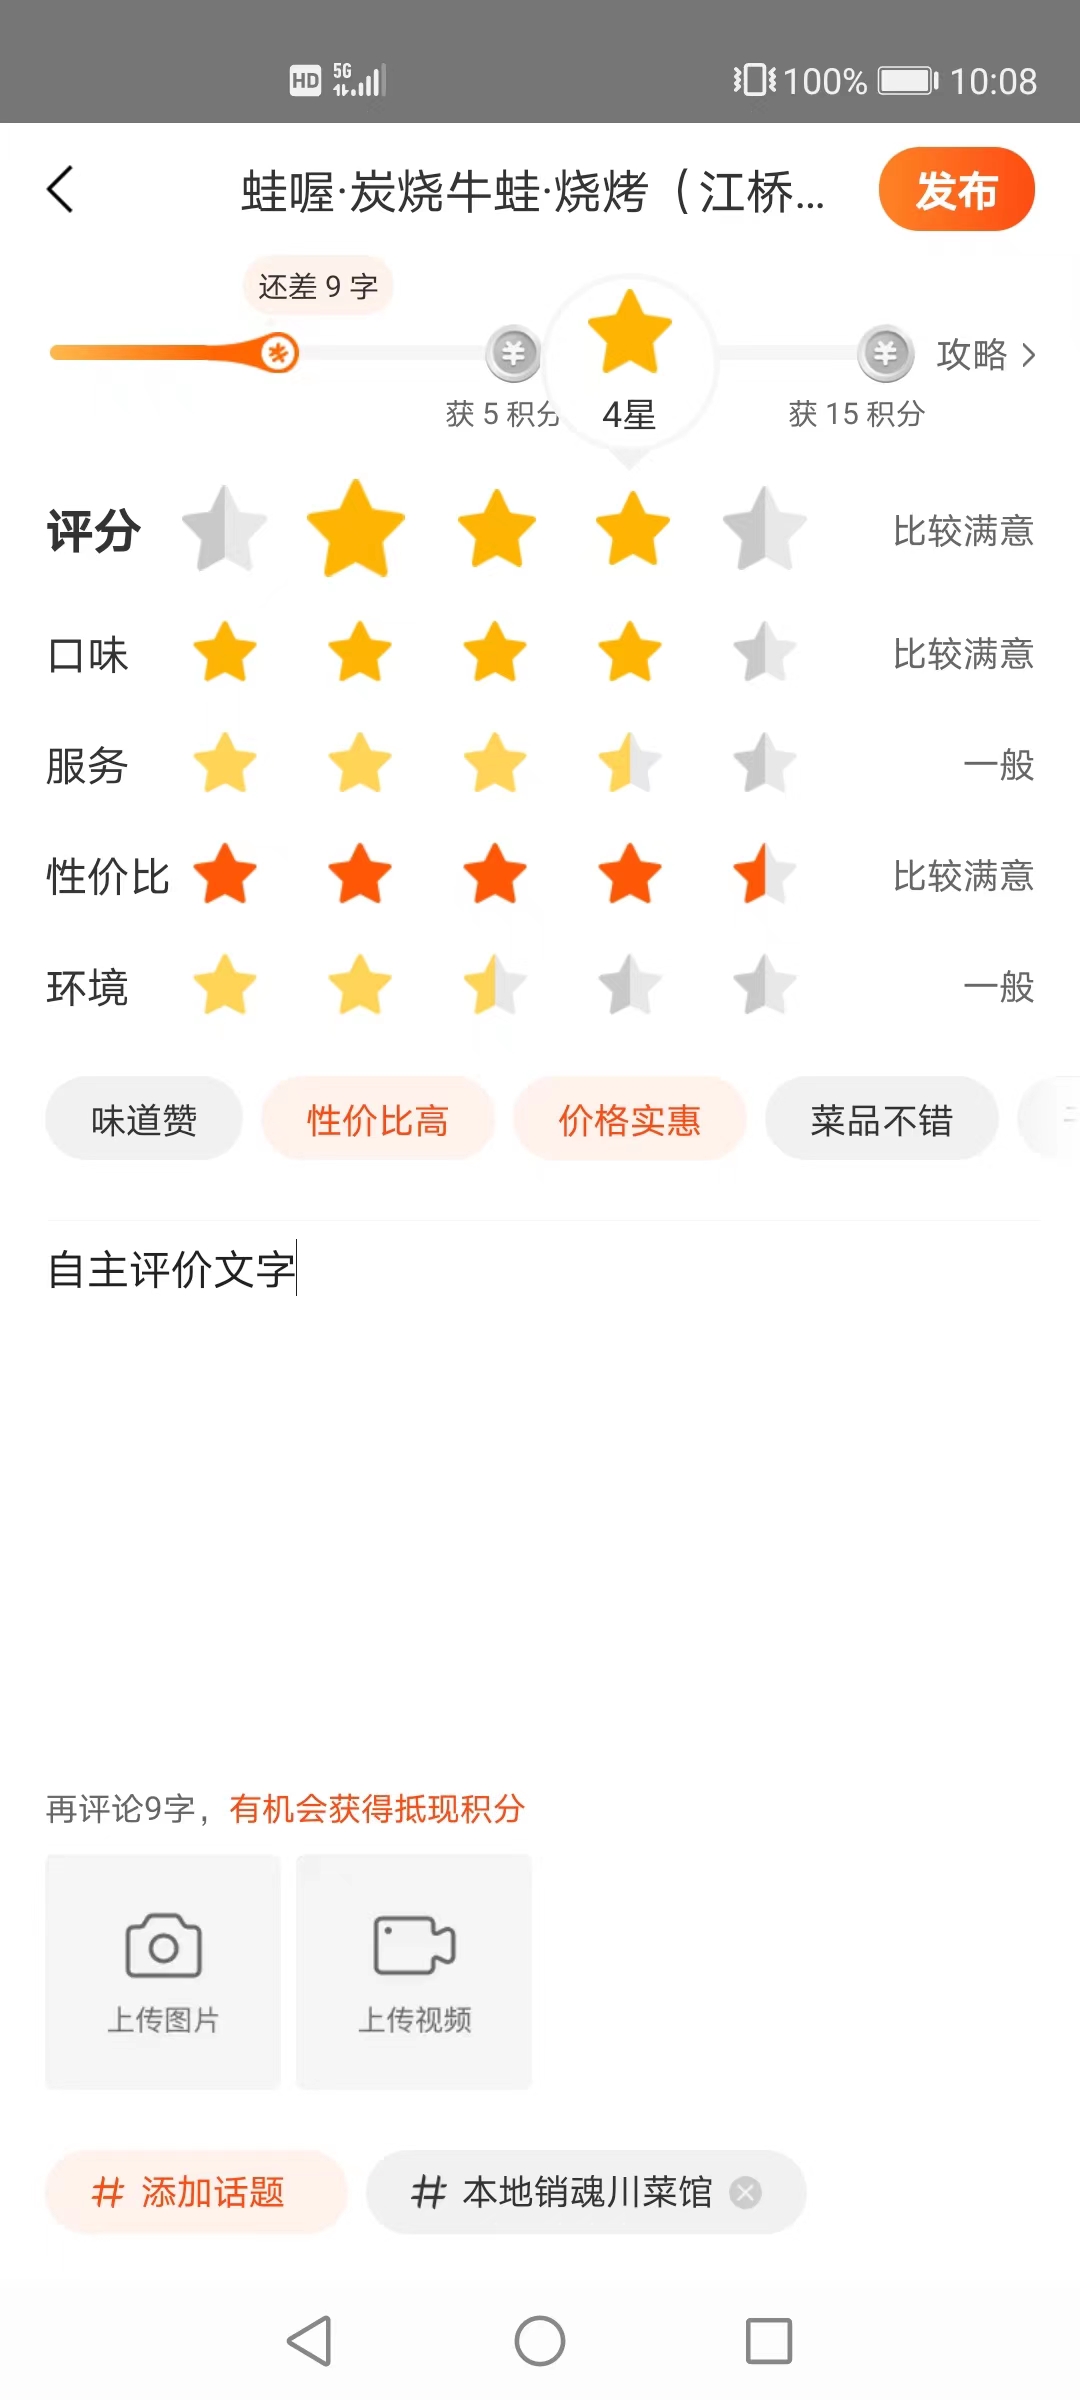 HD 5G 100% 10:08
蛙喔·炭烧牛蛙·烧烤（江桥... 发布
还差 9 字
攻略
获 5 积分 4星 获 15 积分
评分 比较满意
口味 比较满意
服务 一般
性价比 比较满意
环境 一般
味道赞 性价比高 价格实惠 菜品不错
自主评价文字
再评论9字，有机会获得抵现积分
上传图片 上传视频
# 添加话题 # 本地销魂川菜馆